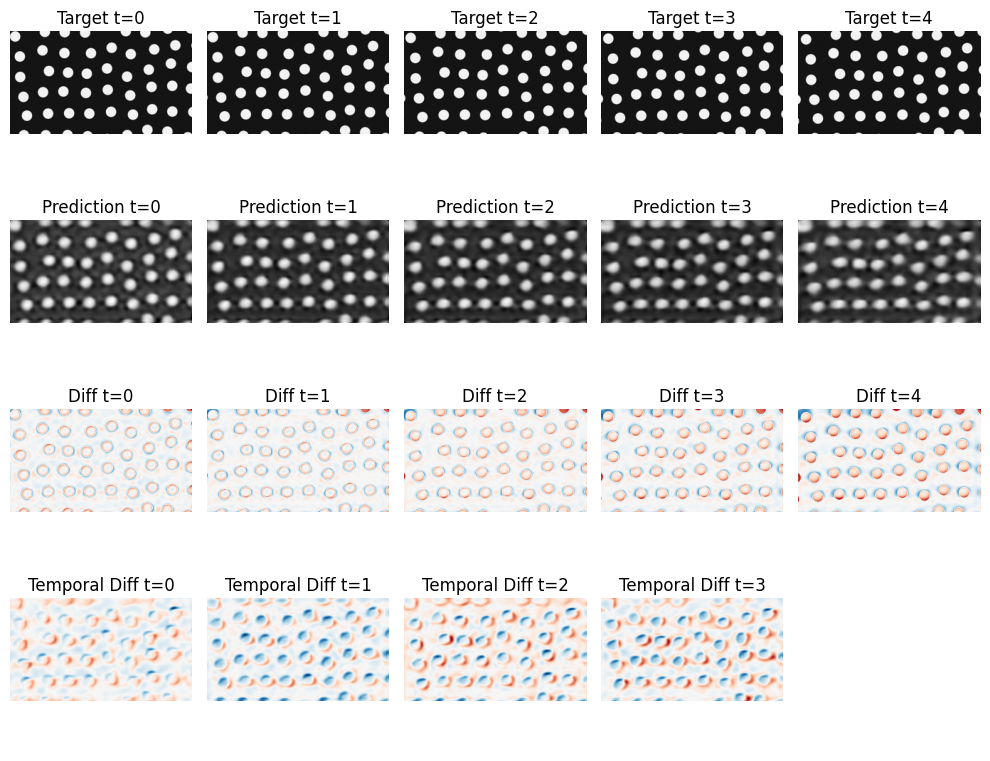 Target t=0 Target t=1 Target t=2 Target t=3 Target t=4
Prediction t=0 Prediction t=1 Prediction t=2 Prediction t=3 Prediction t=4
Diff t=0 Diff t=1 Diff t=2 Diff t=3 Diff t=4
Temporal Diff t=0 Temporal Diff t=1 Temporal Diff t=2 Temporal Diff t=3